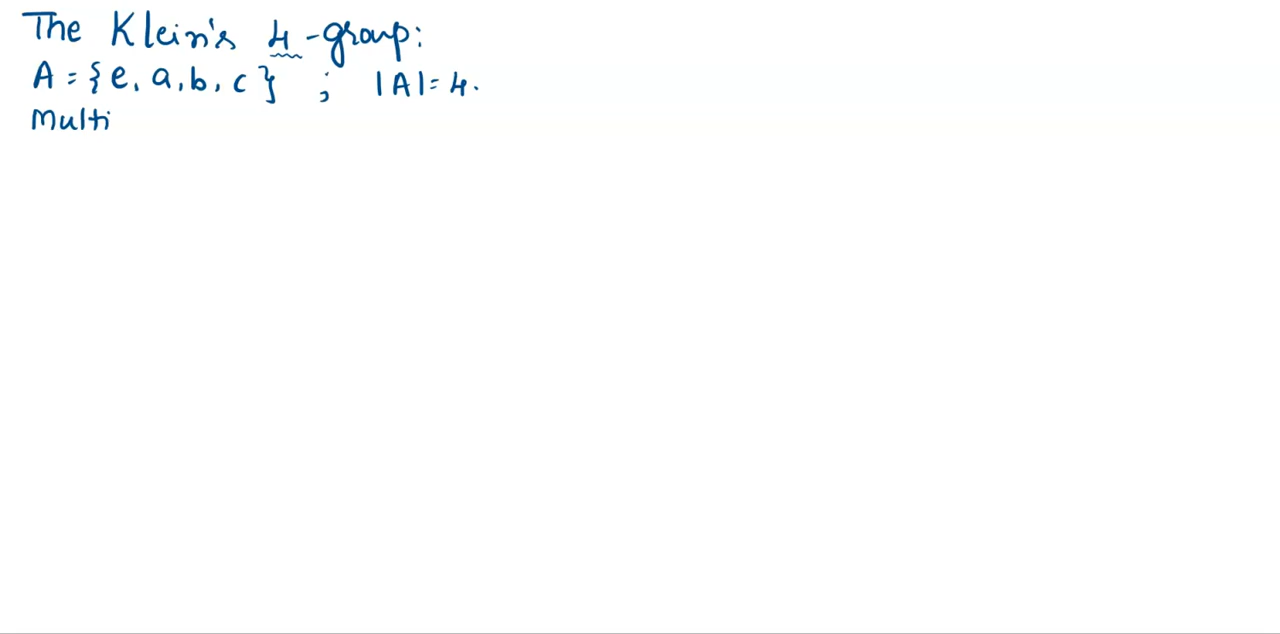 The Klein's 4-group:
A = {e, a, b, c} ; |A| = 4.
Multi